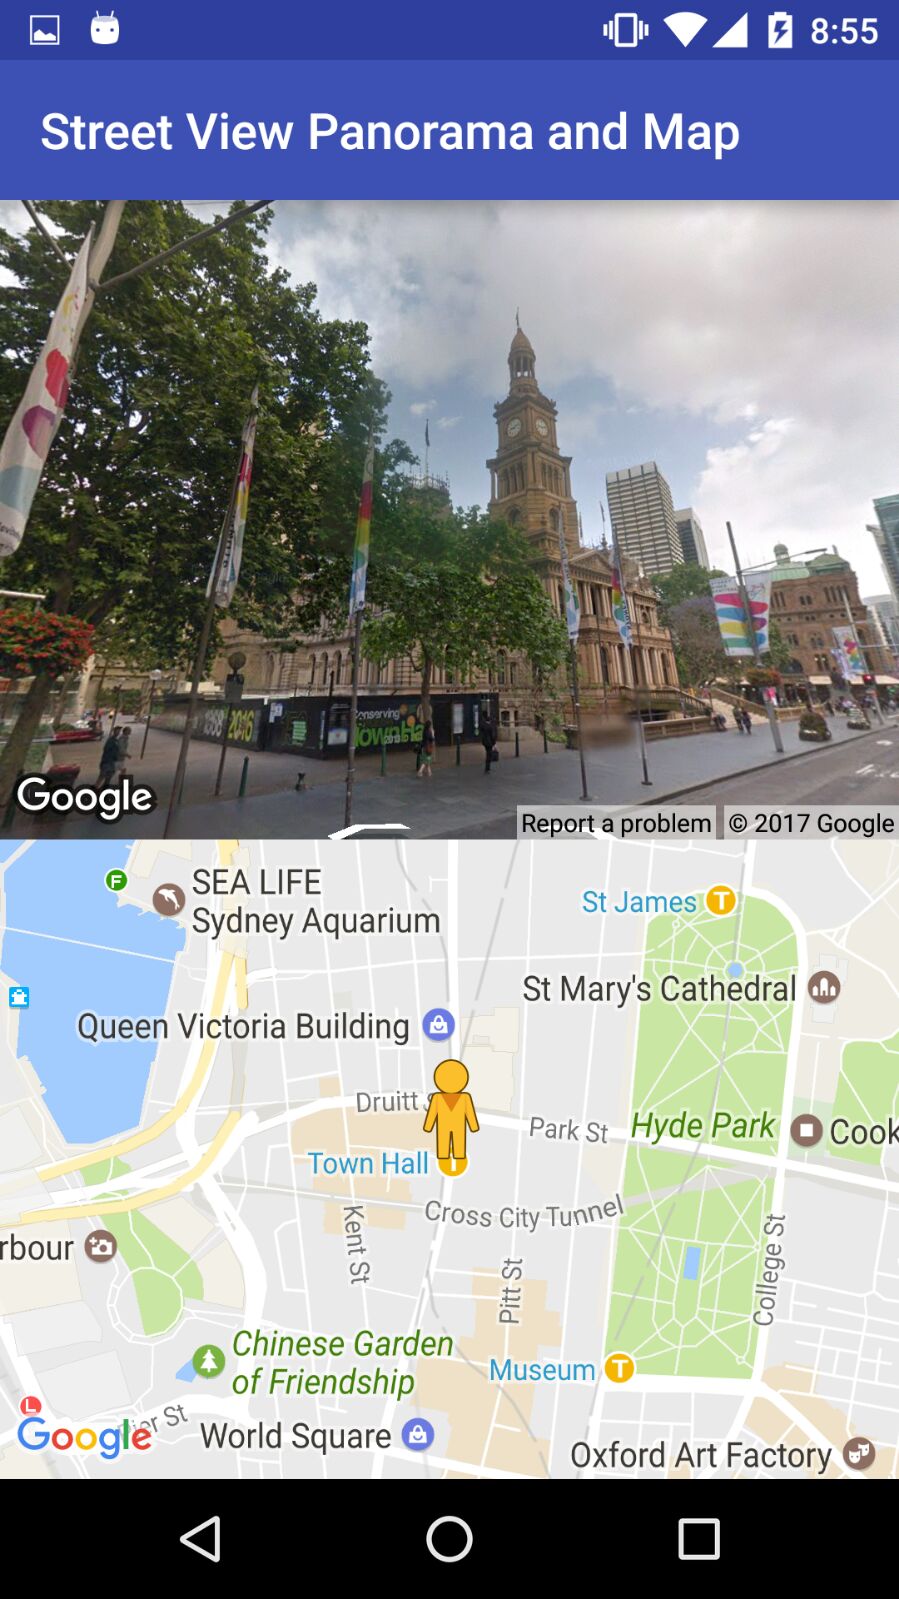 8:55
Street View Panorama and Map
2016
Conserving
Google
Report a problem
© 2017 Google
F
SEA LIFE
Sydney Aquarium
St James T
St Mary's Cathedral
Queen Victoria Building
Druitt
Park St
Hyde Park
Cook
Town Hall
Cross City Tunnel
Kent St
College St
Pitt St
rbour
Chinese Garden
of Friendship
Museum T
L
Google
World Square
Oxford Art Factory